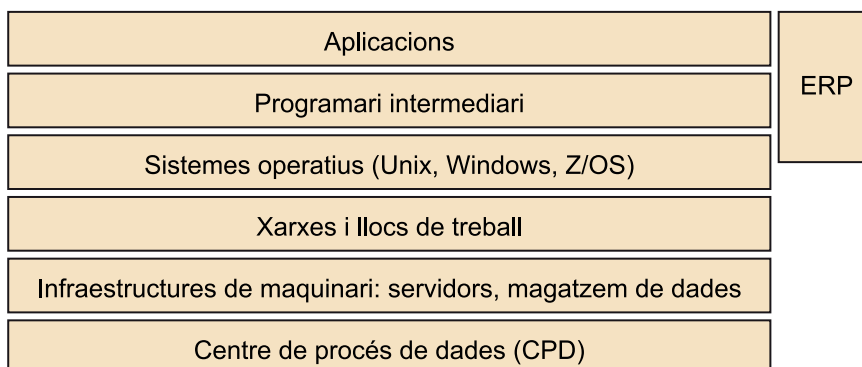 Aplicacions
ERP
Programari intermediari
Sistemes operatius (Unix, Windows, Z/OS)
Xarxes i llocs de treball
Infraestructures de maquinari: servidors, magatzem de dades
Centre de procés de dades (CPD)